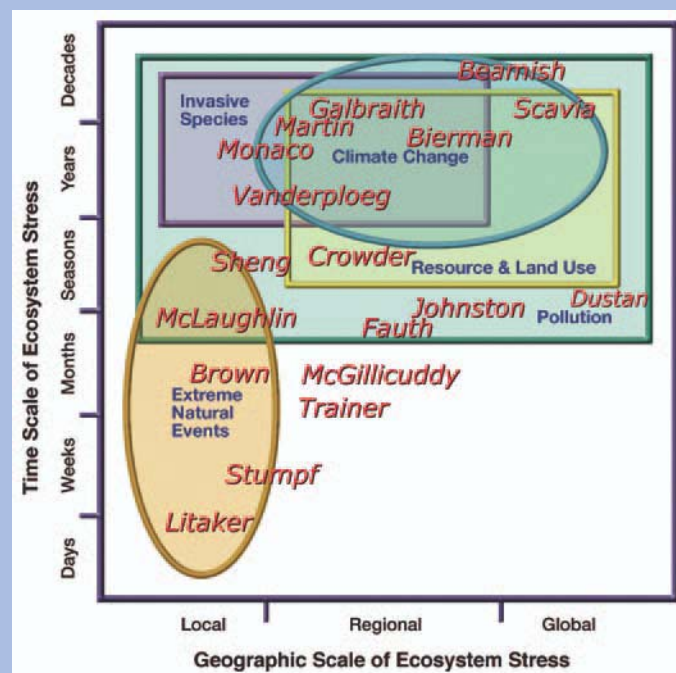 Time Scale of Ecosystem Stress
Decades
Years
Seasons
Months
Weeks
Days
Beamish
Invasive
Species
Galbraith
Scavia
Martin
Bierman
Monaco
Climate Change
Vanderploeg
Sheng
Crowder
Resource & Land Use
Dustan
McLaughlin
Johnston
Pollution
Fauth
Brown
McGillicuddy
Extreme
Natural
Events
Trainer
Stumpf
Litaker
Local
Regional
Global
Geographic Scale of Ecosystem Stress